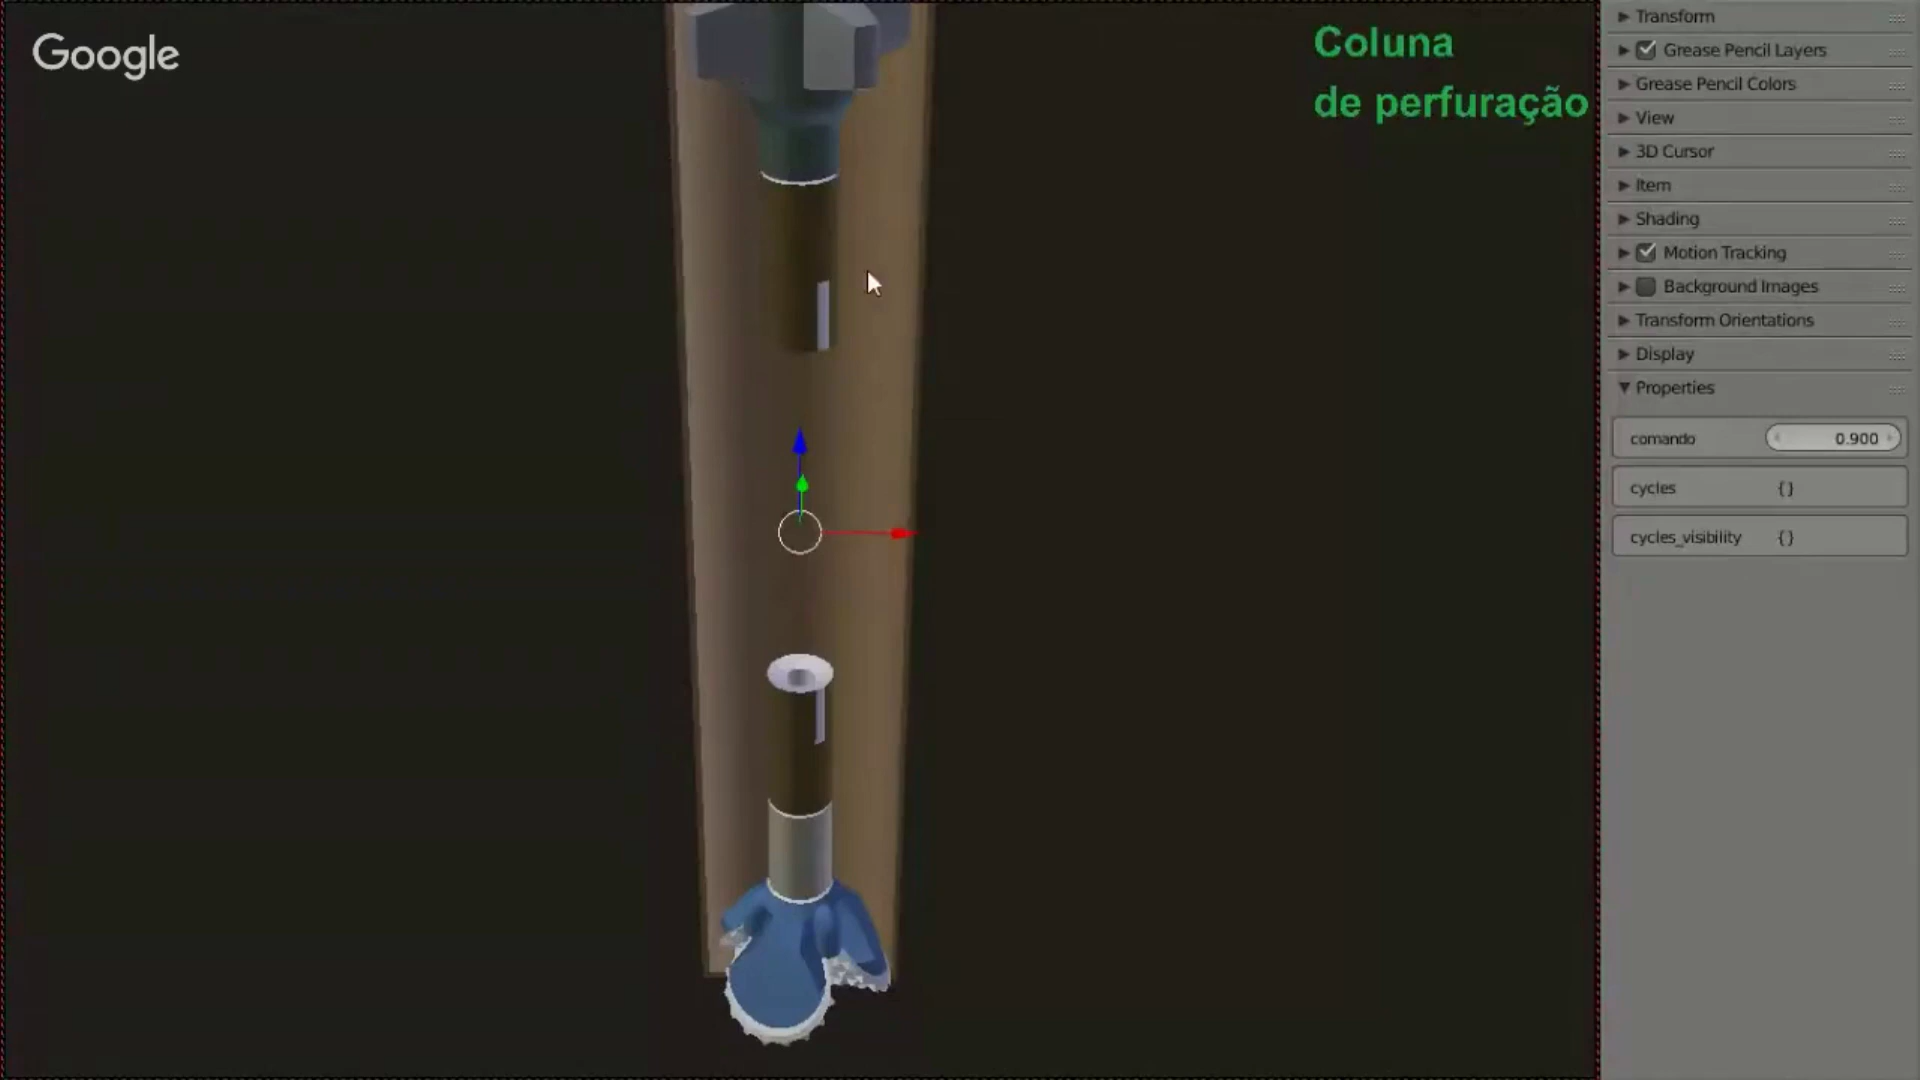 Google
Coluna
de perfuração
Transform
Grease Pencil Layers
Grease Pencil Colors
View
3D Cursor
Item
Shading
Motion Tracking
Background Images
Transform Orientations
Display
Properties
comando 0.900
cycles {}
cycles_visibility {}